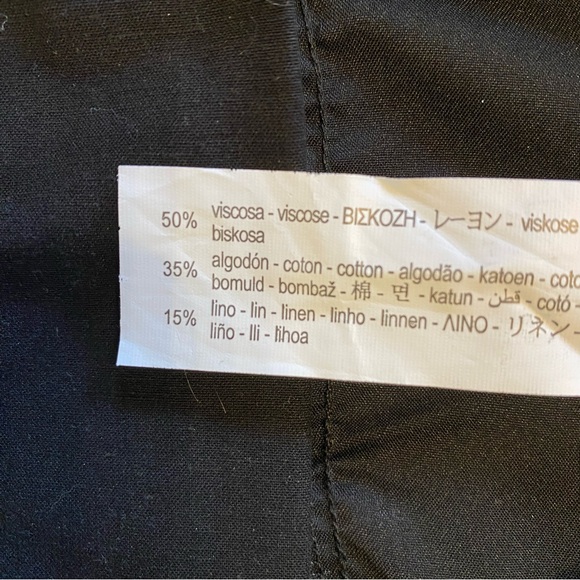 50% viscosa - viscose - ΒΙΣΚΟΖΗ - レーヨン - viskose
biskosa
35% algodón - coton - cotton - algodão - katoen -
bomuld - bombaž - 棉 - 면 - katun - قطن - cotó -
15% lino - lin - linen - linho - linnen - ΛΙΝΟ - リネン -
liño - lli - lihoa